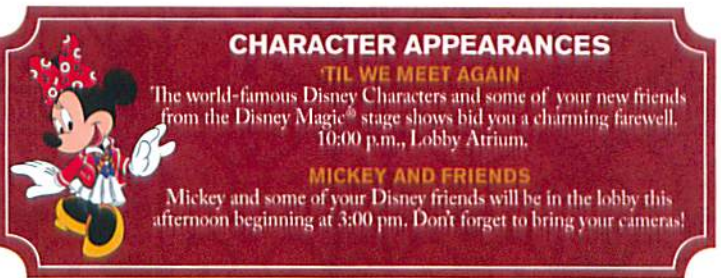 CHARACTER APPEARANCES
'TIL WE MEET AGAIN
The world-famous Disney Characters and some of your new friends
from the Disney Magic® stage shows bid you a charming farewell.
10:00 p.m., Lobby Atrium.
MICKEY AND FRIENDS
Mickey and some of your Disney friends will be in the lobby this
afternoon beginning at 3:00 pm. Don't forget to bring your cameras!